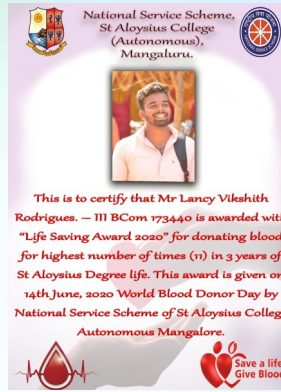 National Service Scheme,
St Aloysius College
(Autonomous),
Mangaluru.
This is to certify that Mr Lancy Vikshith
Rodrigues. – III BCom 173440 is awarded with
“Life Saving Award 2020” for donating blood
for highest number of times (11) in 3 years of
St Aloysius Degree life. This award is given on
14th June, 2020 World Blood Donor Day by
National Service Scheme of St Aloysius College
Autonomous Mangalore.
Save a life
Give Blood